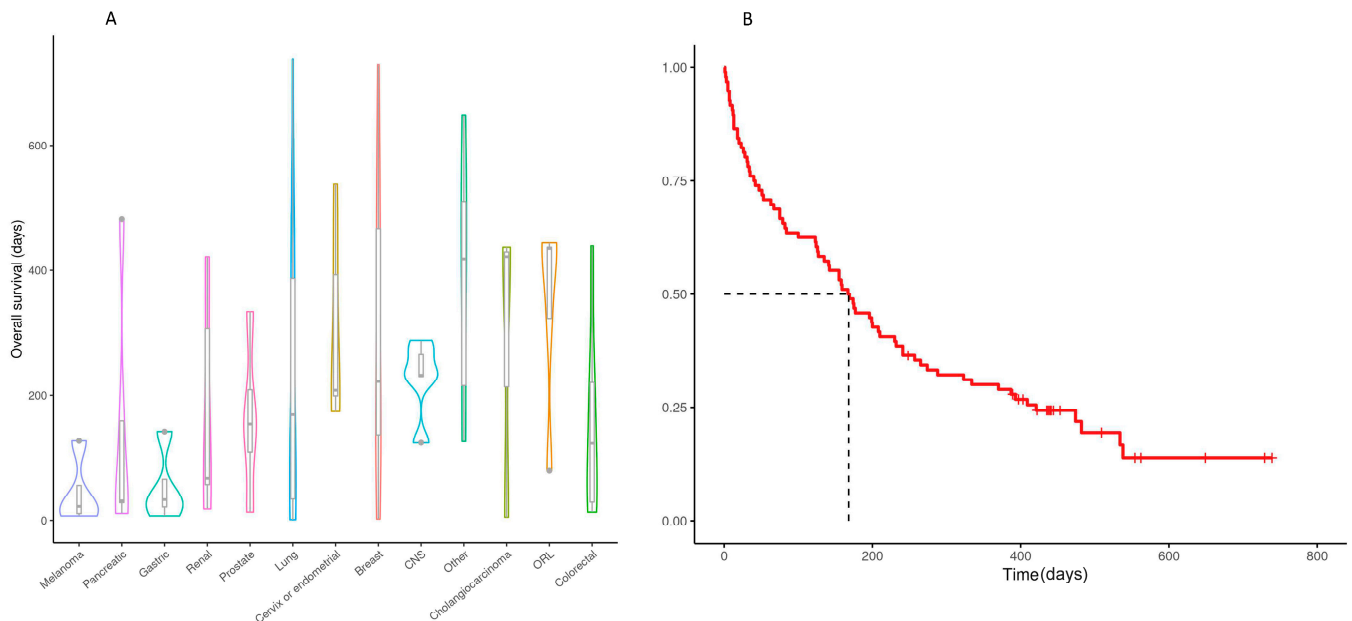 A
B
Overall survival (days)
600
400
200
0
Melanoma
Pancreatic
Gastric
Renal
Prostate
Lung
Cervix or endometrial
Breast
CNS
Other
Cholangiocarcinoma
ORL
Colorectal
1.00
0.75
0.50
0.25
0.00
0
200
400
600
800
Time(days)